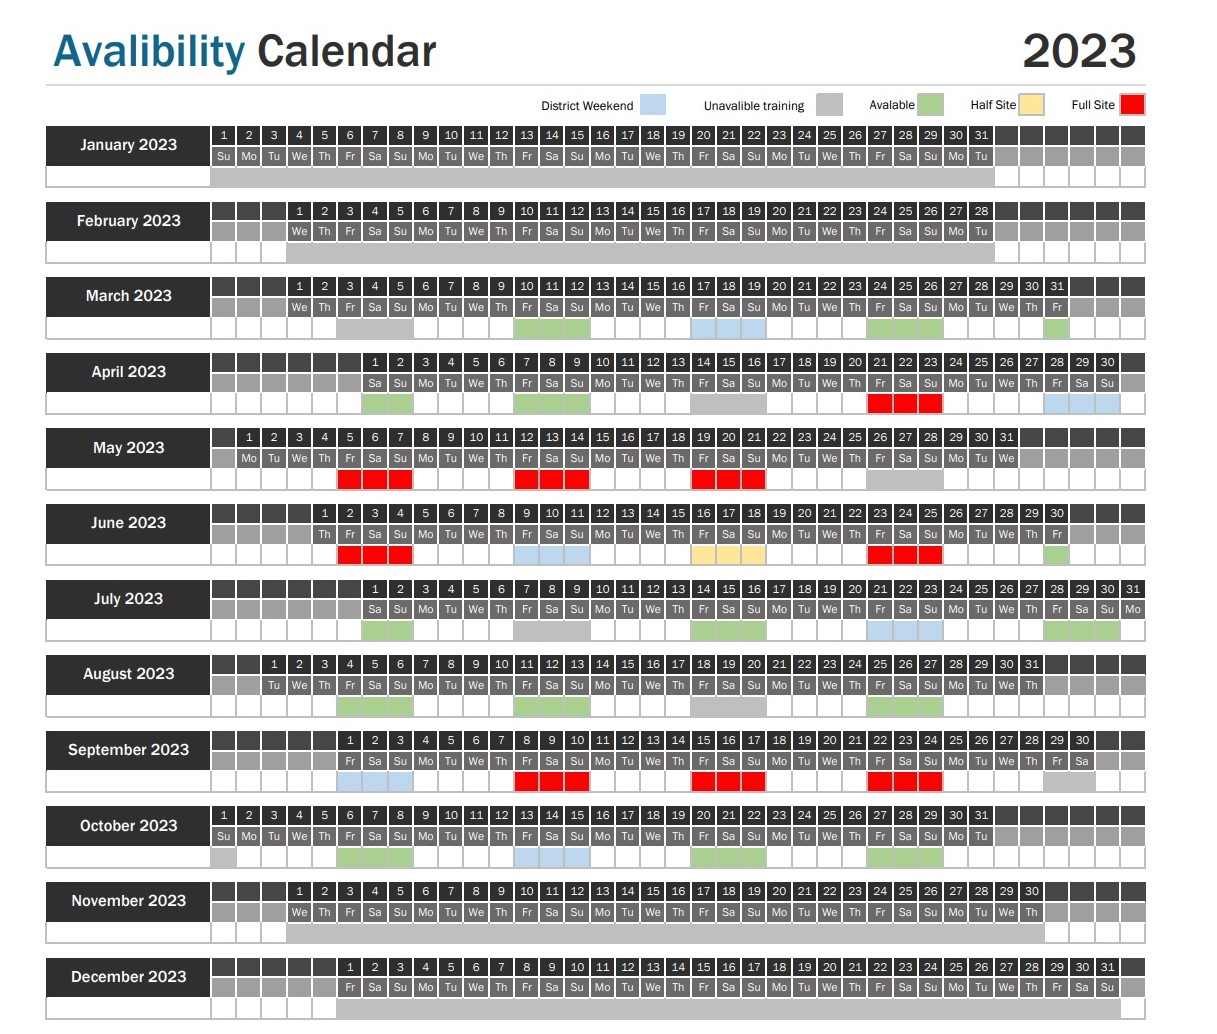 Avalibility Calendar 2023
District Weekend Unavalible training Avalable Half Site Full Site
January 2023 1 2 3 4 5 6 7 8 9 10 11 12 13 14 15 16 17 18 19 20 21 22 23 24 25 26 27 28 29 30 31
Su Mo Tu We Th Fr Sa Su Mo Tu We Th Fr Sa Su Mo Tu We Th Fr Sa Su Mo Tu We Th Fr Sa Su Mo Tu
February 2023 1 2 3 4 5 6 7 8 9 10 11 12 13 14 15 16 17 18 19 20 21 22 23 24 25 26 27 28
We Th Fr Sa Su Mo Tu We Th Fr Sa Su Mo Tu We Th Fr Sa Su Mo Tu We Th Fr Sa Su Mo Tu
March 2023 1 2 3 4 5 6 7 8 9 10 11 12 13 14 15 16 17 18 19 20 21 22 23 24 25 26 27 28 29 30 31
We Th Fr Sa Su Mo Tu We Th Fr Sa Su Mo Tu We Th Fr Sa Su Mo Tu We Th Fr Sa Su Mo Tu We Th Fr
April 2023 1 2 3 4 5 6 7 8 9 10 11 12 13 14 15 16 17 18 19 20 21 22 23 24 25 26 27 28 29 30
Sa Su Mo Tu We Th Fr Sa Su Mo Tu We Th Fr Sa Su Mo Tu We Th Fr Sa Su Mo Tu We Th Fr Sa Su
May 2023 1 2 3 4 5 6 7 8 9 10 11 12 13 14 15 16 17 18 19 20 21 22 23 24 25 26 27 28 29 30 31
Mo Tu We Th Fr Sa Su Mo Tu We Th Fr Sa Su Mo Tu We Th Fr Sa Su Mo Tu We Th Fr Sa Su Mo Tu We
June 2023 1 2 3 4 5 6 7 8 9 10 11 12 13 14 15 16 17 18 19 20 21 22 23 24 25 26 27 28 29 30
Th Fr Sa Su Mo Tu We Th Fr Sa Su Mo Tu We Th Fr Sa Su Mo Tu We Th Fr Sa Su Mo Tu We Th Fr
July 2023 1 2 3 4 5 6 7 8 9 10 11 12 13 14 15 16 17 18 19 20 21 22 23 24 25 26 27 28 29 30 31
Sa Su Mo Tu We Th Fr Sa Su Mo Tu We Th Fr Sa Su Mo Tu We Th Fr Sa Su Mo Tu We Th Fr Sa Su Mo
August 2023 1 2 3 4 5 6 7 8 9 10 11 12 13 14 15 16 17 18 19 20 21 22 23 24 25 26 27 28 29 30 31
Tu We Th Fr Sa Su Mo Tu We Th Fr Sa Su Mo Tu We Th Fr Sa Su Mo Tu We Th Fr Sa Su Mo Tu We Th
September 2023 1 2 3 4 5 6 7 8 9 10 11 12 13 14 15 16 17 18 19 20 21 22 23 24 25 26 27 28 29 30
Fr Sa Su Mo Tu We Th Fr Sa Su Mo Tu We Th Fr Sa Su Mo Tu We Th Fr Sa Su Mo Tu We Th Fr Sa
October 2023 1 2 3 4 5 6 7 8 9 10 11 12 13 14 15 16 17 18 19 20 21 22 23 24 25 26 27 28 29 30 31
Su Mo Tu We Th Fr Sa Su Mo Tu We Th Fr Sa Su Mo Tu We Th Fr Sa Su Mo Tu We Th Fr Sa Su Mo Tu
November 2023 1 2 3 4 5 6 7 8 9 10 11 12 13 14 15 16 17 18 19 20 21 22 23 24 25 26 27 28 29 30
We Th Fr Sa Su Mo Tu We Th Fr Sa Su Mo Tu We Th Fr Sa Su Mo Tu We Th Fr Sa Su Mo Tu We Th
December 2023 1 2 3 4 5 6 7 8 9 10 11 12 13 14 15 16 17 18 19 20 21 22 23 24 25 26 27 28 29 30 31
Fr Sa Su Mo Tu We Th Fr Sa Su Mo Tu We Th Fr Sa Su Mo Tu We Th Fr Sa Su Mo Tu We Th Fr Sa Su